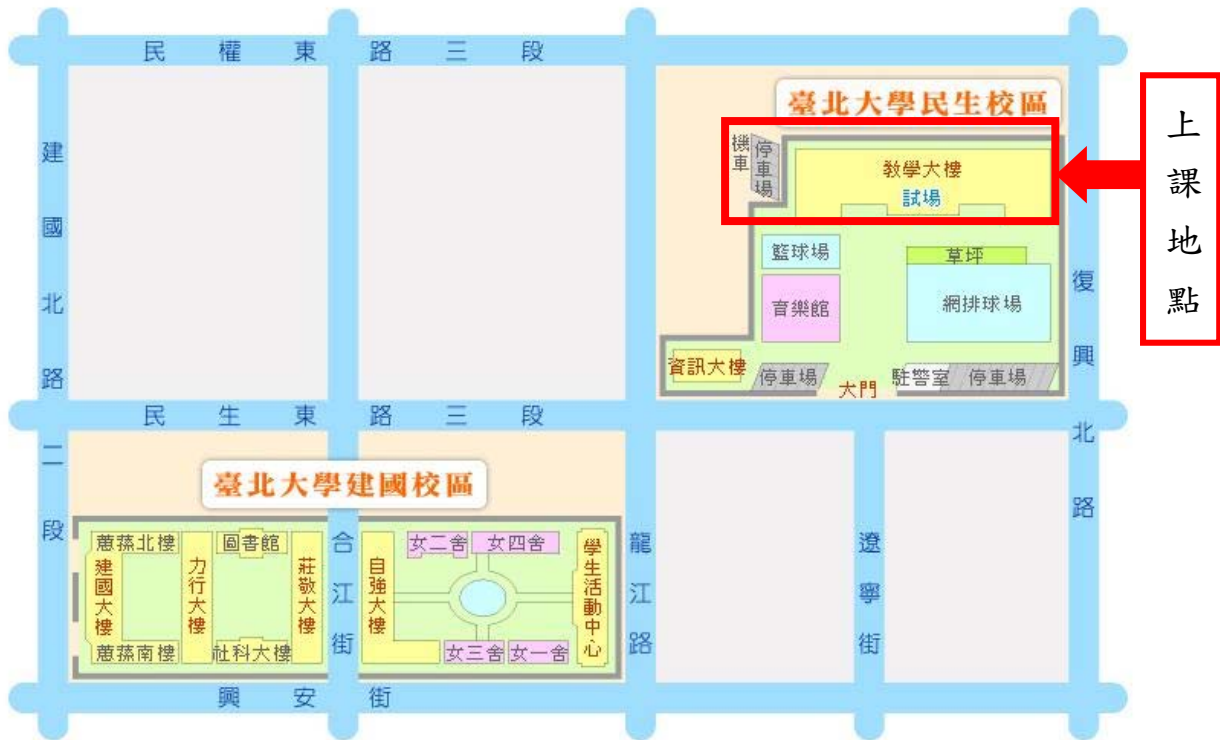 民權東路三段
臺北大學民生校區
上課地點
建國北路二段
機車
停車場
教學大樓
試場
籃球場
草坪
復興北路
育樂館
網排球場
資訊大樓
停車場
大門
駐警室
停車場
民生東路三段
臺北大學建國校區
蕙蓀北樓
圖書館
合江街
女二舍
女四舍
龍江路
遼寧街
建國大樓
力行大樓
莊敬大樓
自強大樓
學生活動中心
蕙蓀南樓
社科大樓
女三舍
女一舍
興安街